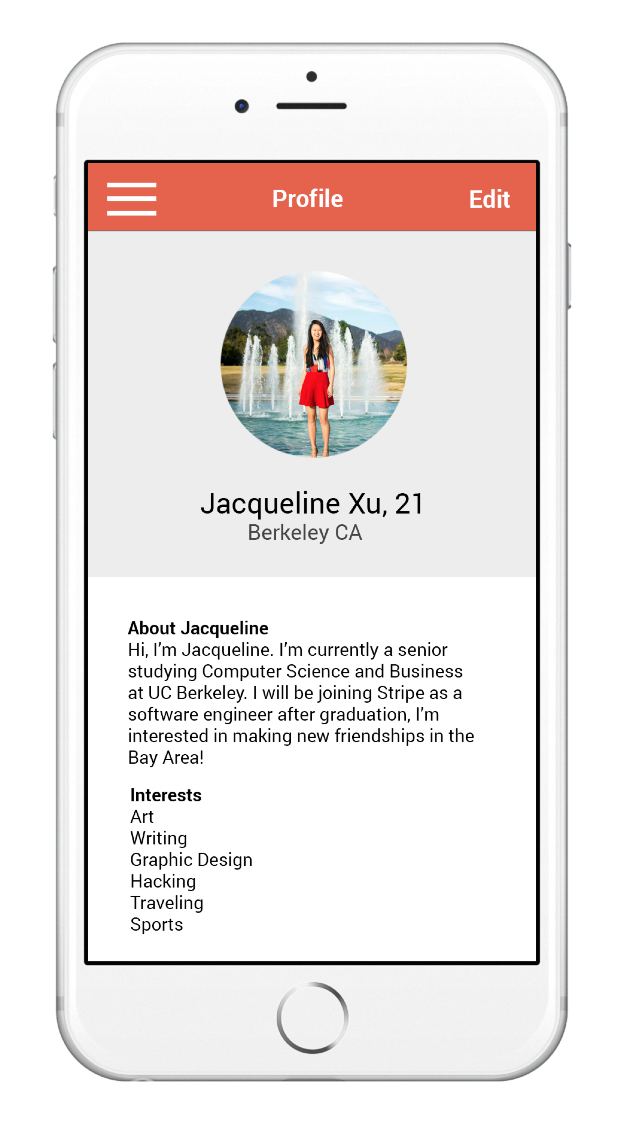 Profile
Edit
Jacqueline Xu, 21
Berkeley CA
About Jacqueline
Hi, I'm Jacqueline. I'm currently a senior
studying Computer Science and Business
at UC Berkeley. I will be joining Stripe as a
software engineer after graduation, I'm
interested in making new friendships in the
Bay Area!
Interests
Art
Writing
Graphic Design
Hacking
Traveling
Sports